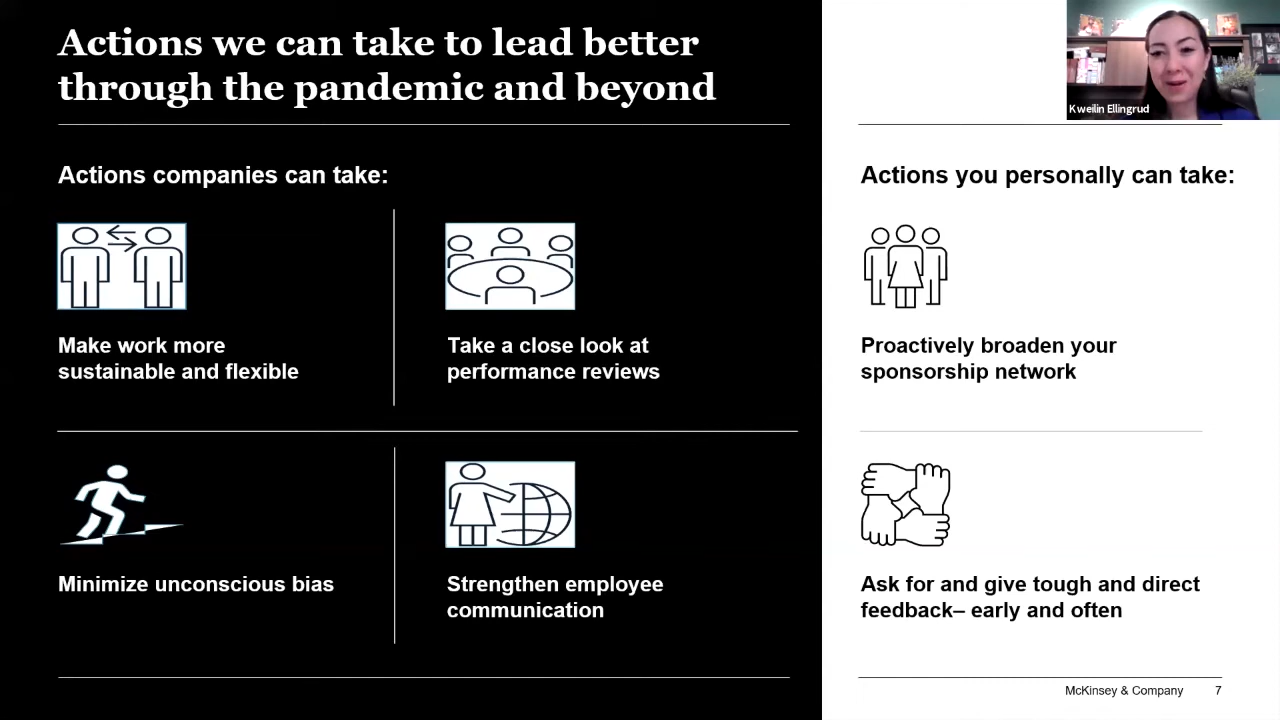 Actions we can take to lead better
through the pandemic and beyond
Kweilin Ellingrud
Actions companies can take:
Make work more
sustainable and flexible
Take a close look at
performance reviews
Minimize unconscious bias
Strengthen employee
communication
Actions you personally can take:
Proactively broaden your
sponsorship network
Ask for and give tough and direct
feedback– early and often
McKinsey & Company 7